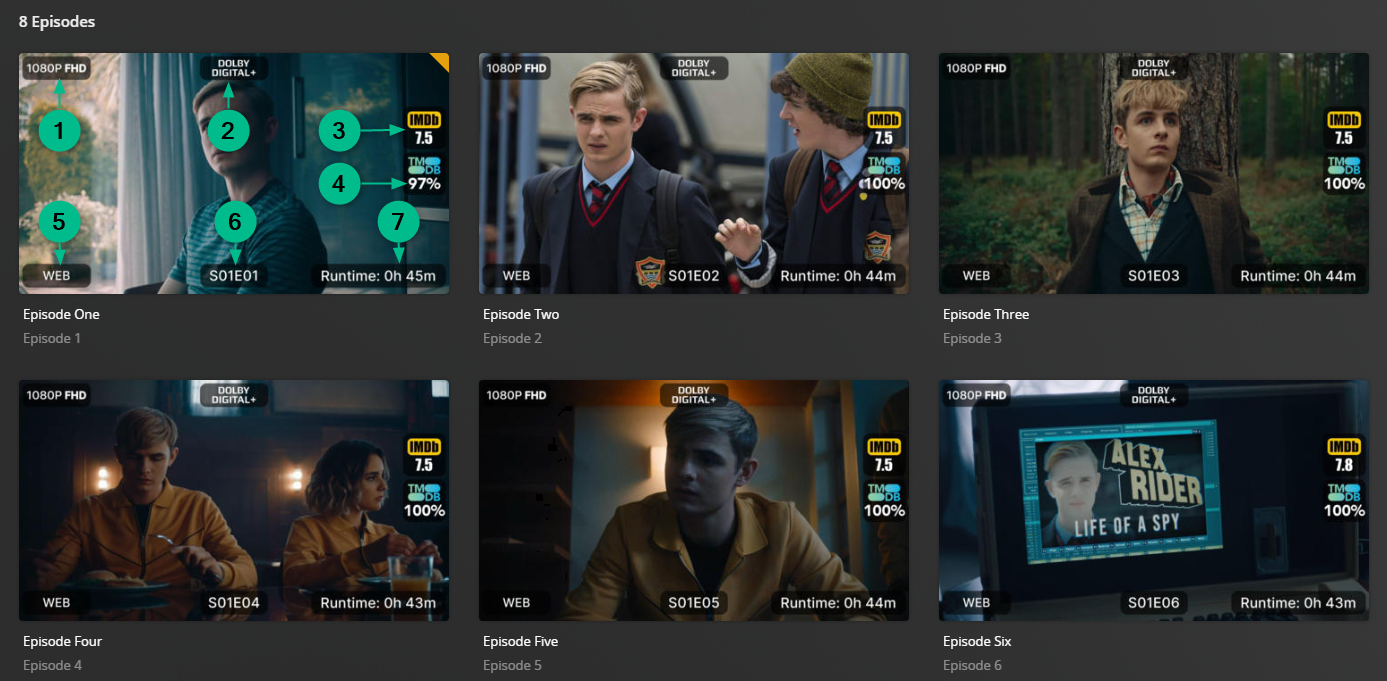 8 Episodes
1080P FHD
DOLBY
DIGITAL+
1
2
3
IMDb
7.5
4
TMDB
97%
5
6
7
WEB
S01E01
Runtime: 0h 45m
1080P FHD
DOLBY
DIGITAL+
IMDb
7.5
TMDB
100%
WEB
S01E02
Runtime: 0h 44m
1080P FHD
DOLBY
DIGITAL+
IMDb
7.5
TMDB
100%
WEB
S01E03
Runtime: 0h 44m
Episode One
Episode 1
Episode Two
Episode 2
Episode Three
Episode 3
1080P FHD
DOLBY
DIGITAL+
IMDb
7.5
TMDB
100%
WEB
S01E04
Runtime: 0h 43m
1080P FHD
DOLBY
DIGITAL+
IMDb
7.5
TMDB
100%
WEB
S01E05
Runtime: 0h 44m
1080P FHD
DOLBY
DIGITAL+
ALEX
RIDER
LIFE OF A SPY
IMDb
7.8
TMDB
100%
WEB
S01E06
Runtime: 0h 43m
Episode Four
Episode 4
Episode Five
Episode 5
Episode Six
Episode 6